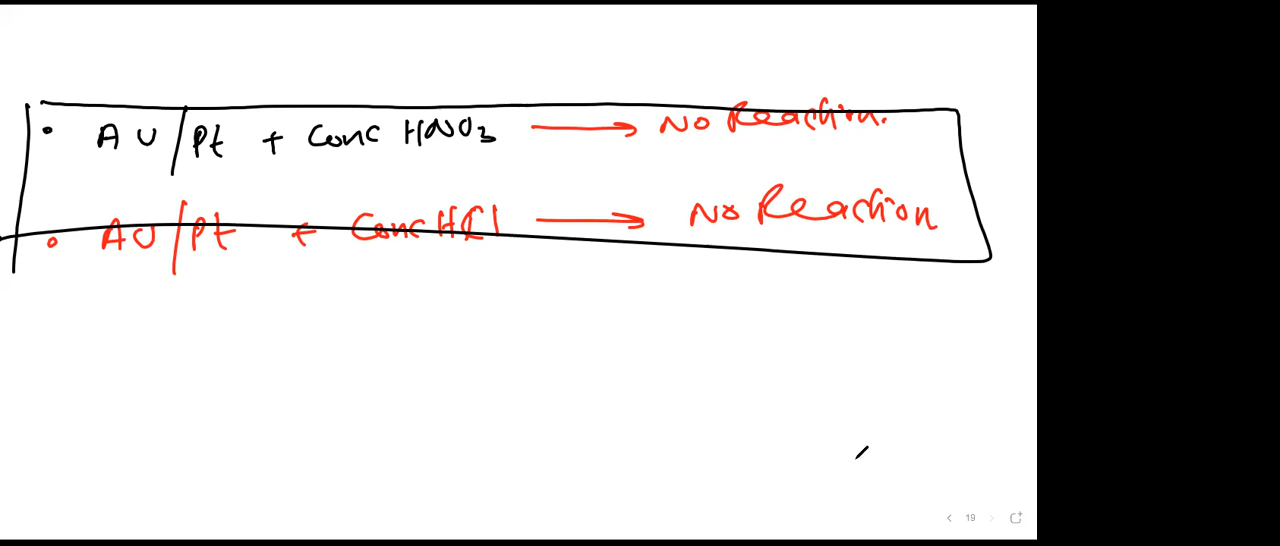 • AU/Pt + Conc HNO3 → No Reaction.
• AU/Pt + Conc HCl → No Reaction
19